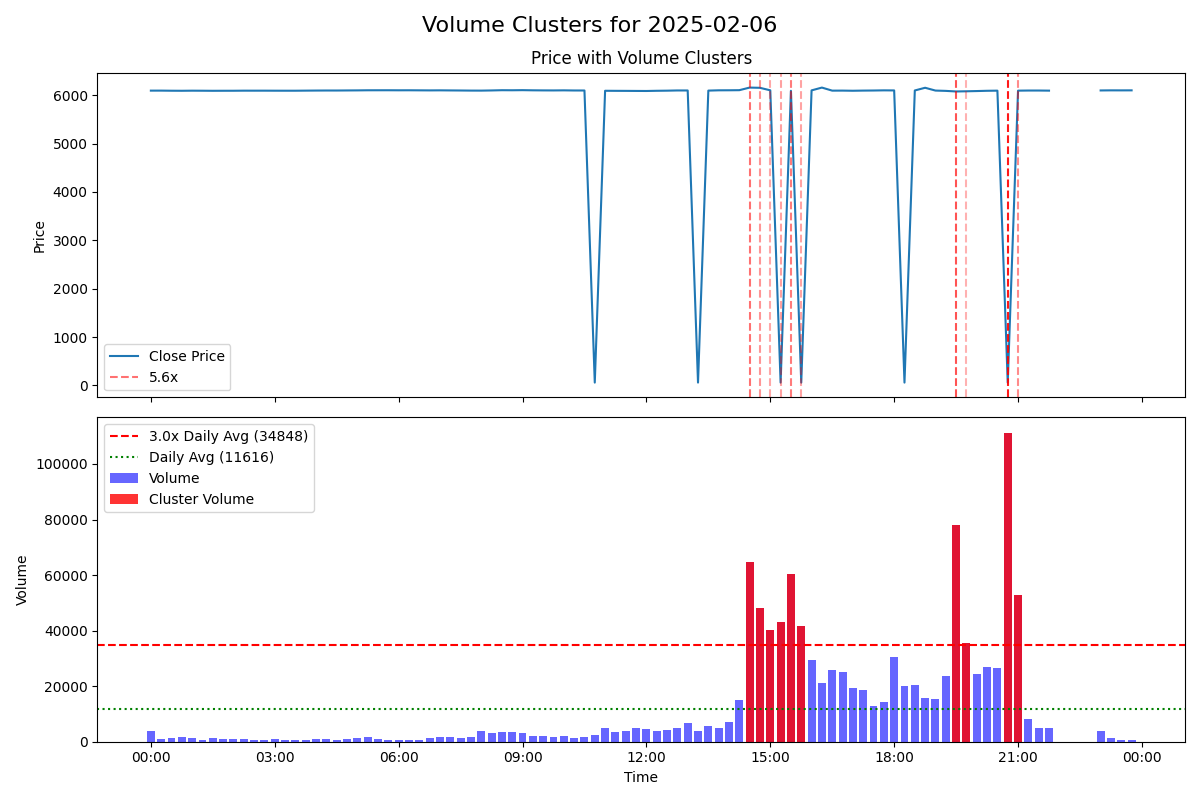 Volume Clusters for 2025-02-06
Price with Volume Clusters
6000
5000
4000
3000
2000
1000
0
Price
Close Price
5.6x
3.0x Daily Avg (34848)
Daily Avg (11616)
Volume
Cluster Volume
100000
80000
60000
40000
20000
0
Volume
00:00 03:00 06:00 09:00 12:00 15:00 18:00 21:00 00:00
Time